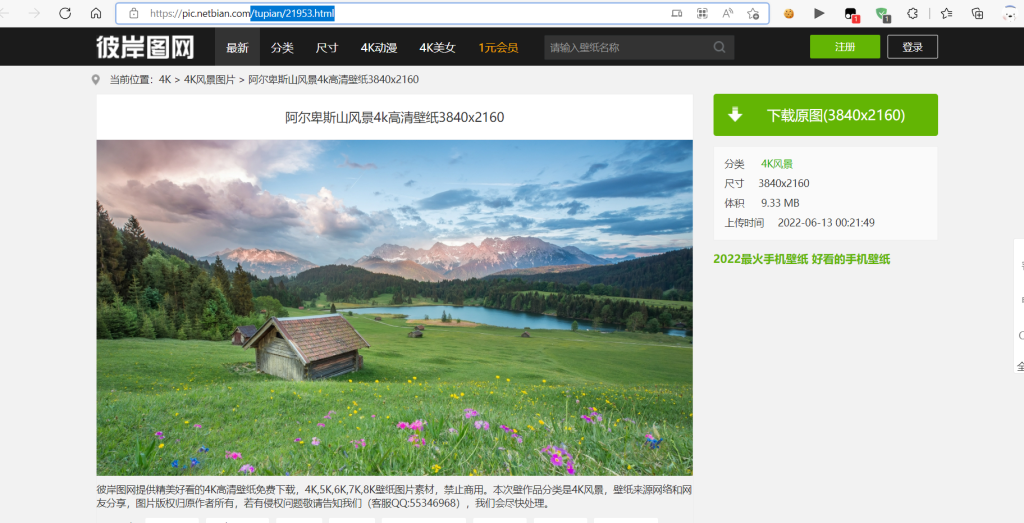 https://pic.netbian.com/tupian/21953.html
彼岸图网
最新 分类 尺寸 4K动漫 4K美女 1元会员 请输入壁纸名称 注册 登录
当前位置：4K > 4K风景图片 > 阿尔卑斯山风景4k高清壁纸3840x2160
阿尔卑斯山风景4k高清壁纸3840x2160
下载原图(3840x2160)
分类 4K风景
尺寸 3840x2160
体积 9.33 MB
上传时间 2022-06-13 00:21:49
2022最火手机壁纸 好看的手机壁纸
彼岸图网提供精美好看的4K高清壁纸免费下载，4K,5K,6K,7K,8K壁纸图片素材，禁止商用。本次壁作品分类是4K风景，壁纸来源网络和网
友分享，图片版权归原作者所有，若有侵权问题敬请告知我们（客服QQ:55346968），我们会尽快处理。